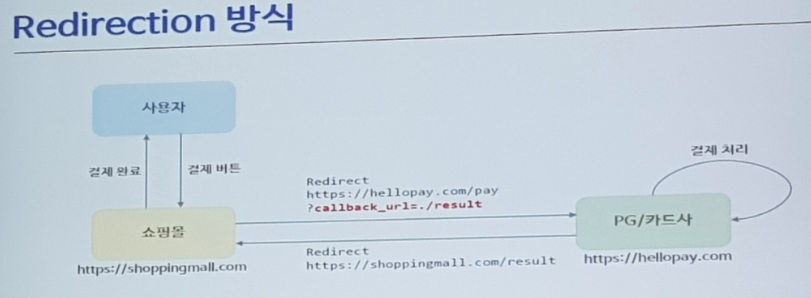 Redirection 방식
사용자
결제 완료
결제 버튼
결제 처리
Redirect
https://hellopay.com/pay
?callback_url=./result
쇼핑몰
PG/카드사
https://shoppingmall.com
Redirect
https://shoppingmall.com/result
https://hellopay.com